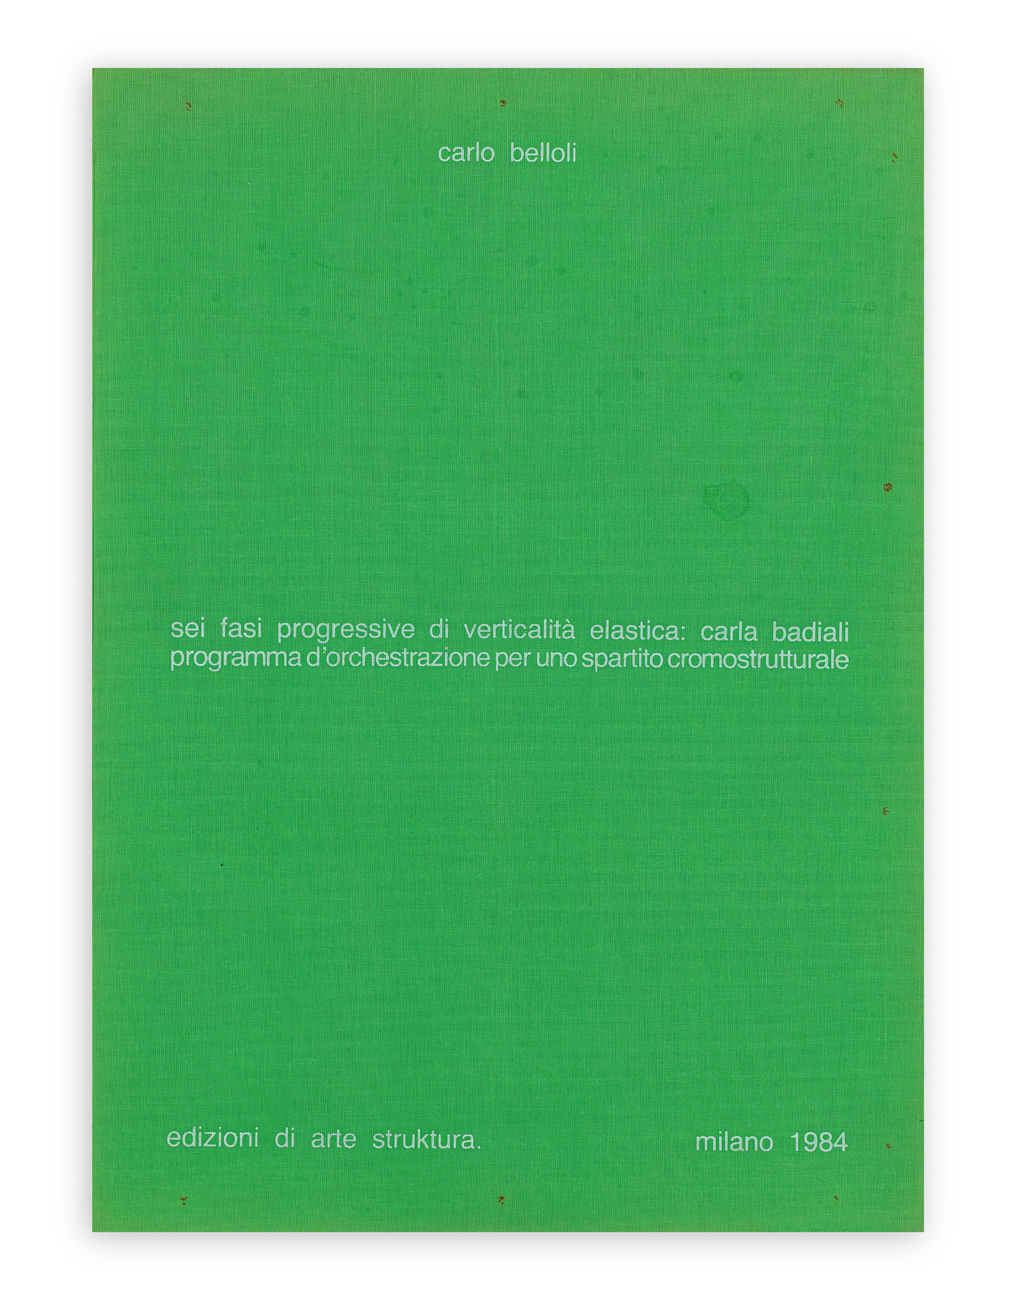 carlo belloli
sei fasi progressive di verticalità elastica: carla badiali
programma d'orchestrazione per uno spartito cromostrutturale
edizioni di arte struktura.
milano 1984